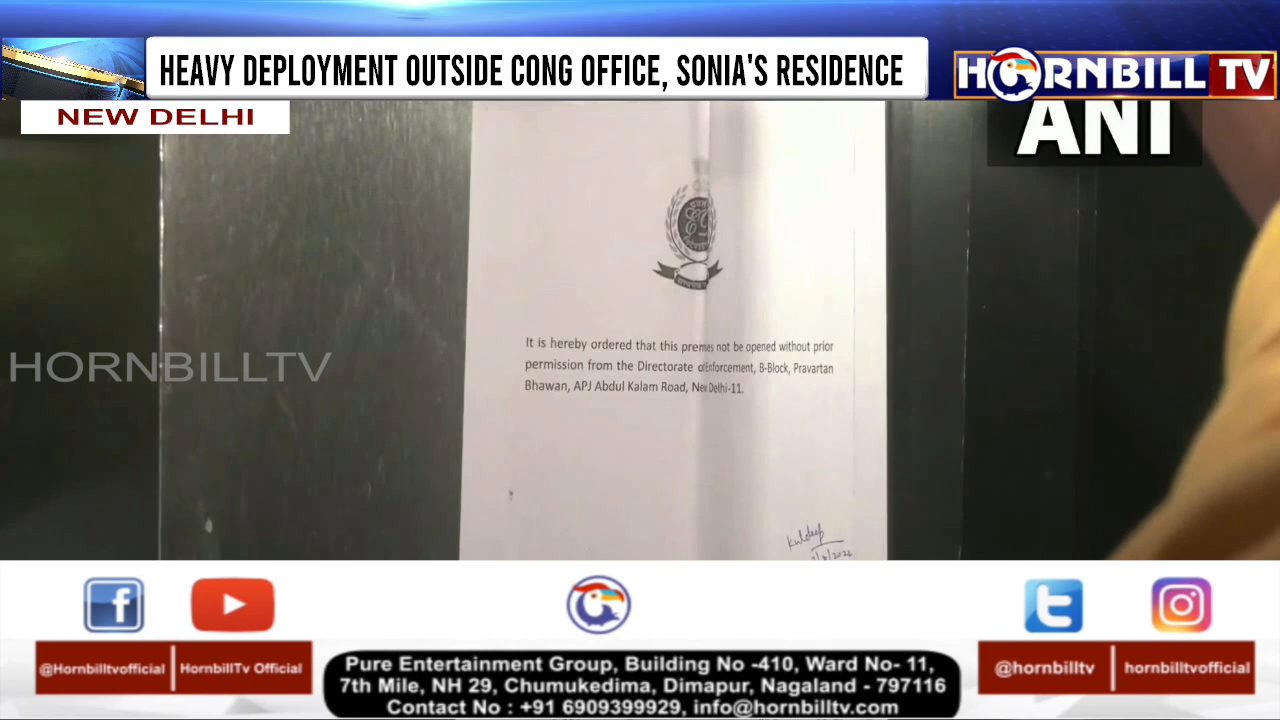 HEAVY DEPLOYMENT OUTSIDE CONG OFFICE, SONIA'S RESIDENCE
HORNBILL TV
NEW DELHI
ANI
It is hereby ordered that this premses not be opened without prior
permission from the Directorate of Enforcement, B-Block, Pravartan
Bhawan, APJ Abdul Kalam Road, New Delhi-11.
HORNBILLTV
Kuldeep
@Hornbilltvofficial
HornbillTv Official
Pure Entertainment Group, Building No -410, Ward No- 11,
7th Mile, NH 29, Chumukedima, Dimapur, Nagaland - 797116
Contact No : +91 6909399929, info@hornbilltv.com
@hornbilltv
hornbilltvofficial